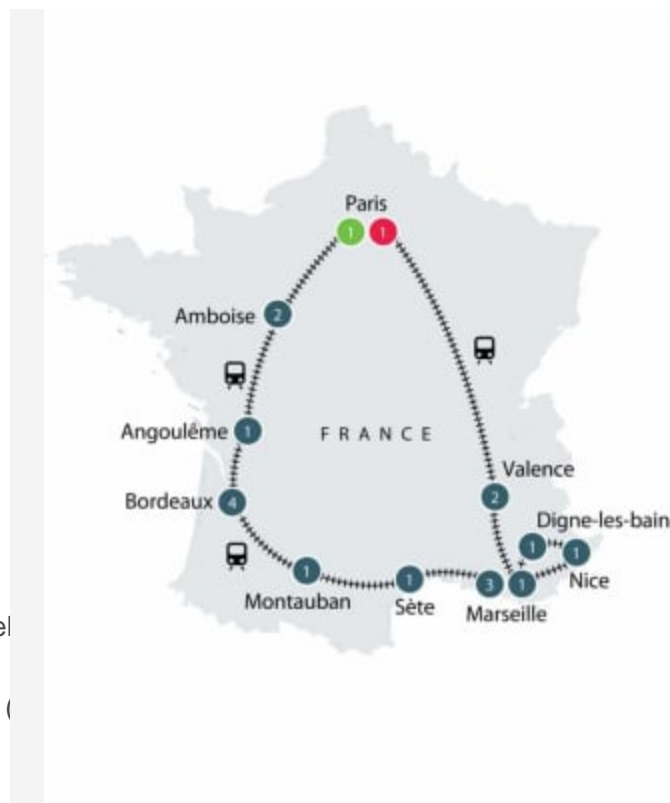 Paris
1 1
Amboise 2
Angoulême 1
FRANCE
Valence
2
Bordeaux 4
Digne-les-bain
1
1
Nice
1
Montauban
1
Sète
3 1
Marseille
el
(